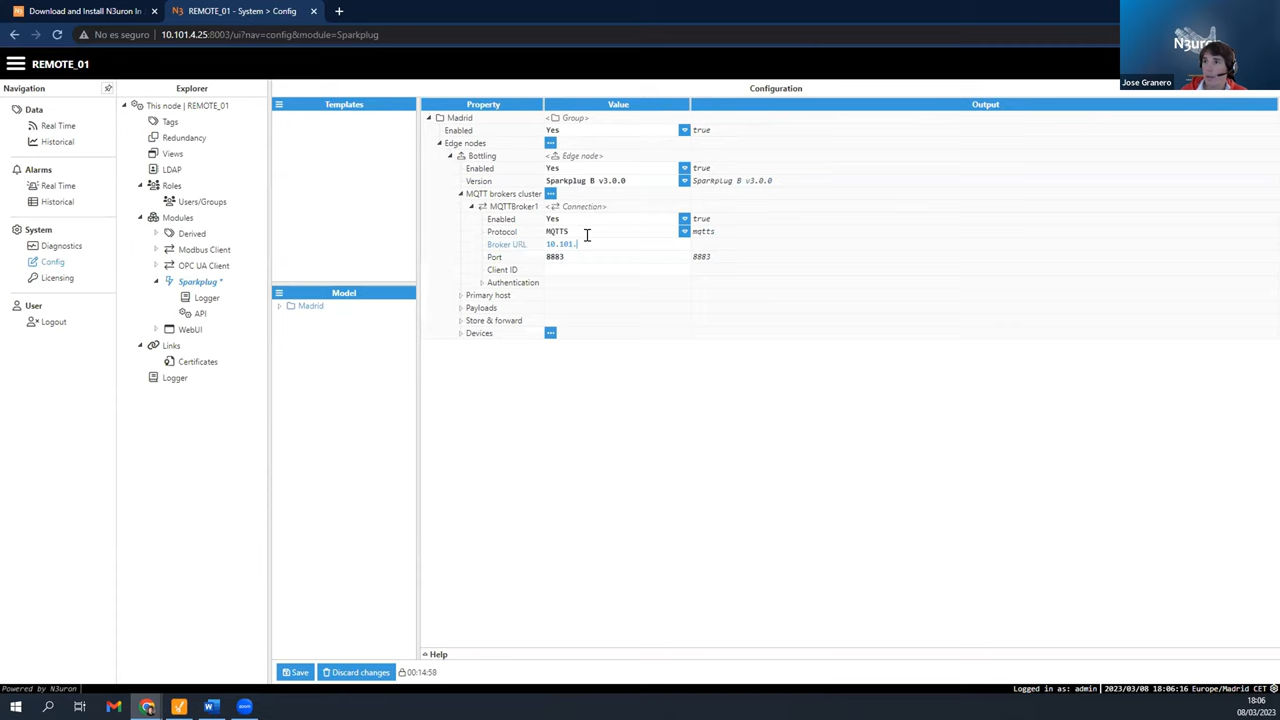 Download and Install N3uron In
REMOTE_01 - System > Config
No es seguro
10.101.4.25:8003/ui?nav=config&module=Sparkplug
N3uron
Jose Granero
REMOTE_01
Navigation
Data
Real Time
Historical
Alarms
Real Time
Historical
System
Diagnostics
Config
Licensing
User
Logout
Explorer
This node | REMOTE_01
Tags
Redundancy
Views
LDAP
Roles
Users/Groups
Modules
Derived
Modbus Client
OPC UA Client
Sparkplug *
Logger
API
WebUI
Links
Certificates
Logger
Templates
Model
Madrid
Configuration
Property Value Output
Madrid <Group>
Enabled Yes true
Edge nodes ...
Bottling <Edge node>
Enabled Yes true
Version Sparkplug B v3.0.0 Sparkplug B v3.0.0
MQTT brokers cluster ...
MQTTBroker1 <Connection>
Enabled Yes true
Protocol MQTTS mqtts
Broker URL 10.101.
Port 8883 8883
Client ID
Authentication
Primary host
Payloads
Store & forward
Devices ...
Help
Save Discard changes 00:14:58
Powered by N3uron
Logged in as: admin 2023/03/08 18:06:16 Europe/Madrid CET
zoom
18:06
08/03/2023